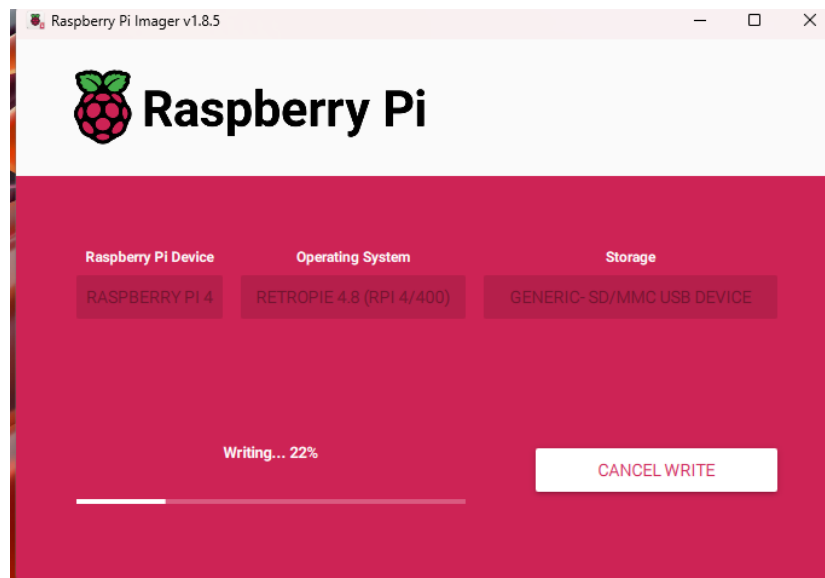 Raspberry Pi Imager v1.8.5
Raspberry Pi
Raspberry Pi Device
Operating System
Storage
RASPBERRY PI 4
RETROPIE 4.8 (RPI 4/400)
GENERIC- SD/MMC USB DEVICE
Writing... 22%
CANCEL WRITE